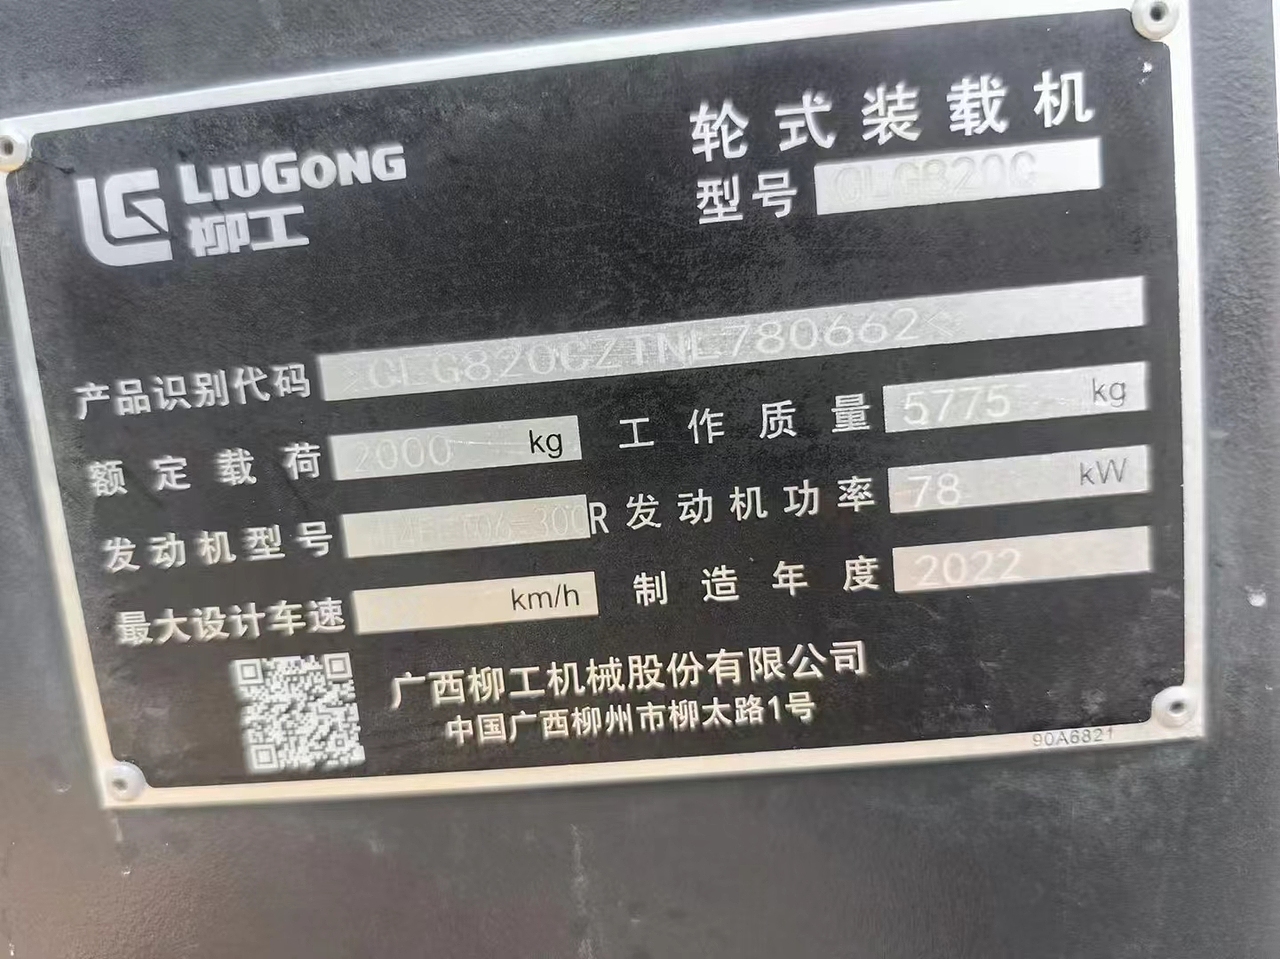 LIUGONG
柳工
轮式装载机
型号 CLG820C
产品识别代码 CLG820CZTNL780662<
额定载荷 2000 kg 工作质量 5775 kg
发动机型号 R 发动机功率 78 kW
最大设计车速 km/h 制造年度 2022
广西柳工机械股份有限公司
中国广西柳州市柳太路1号
90A6821